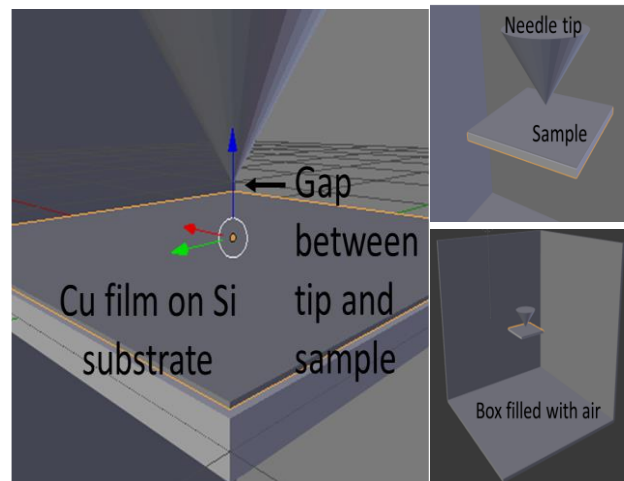 Gap
between
tip and
sample
Cu film on Si
substrate
Needle tip
Sample
Box filled with air